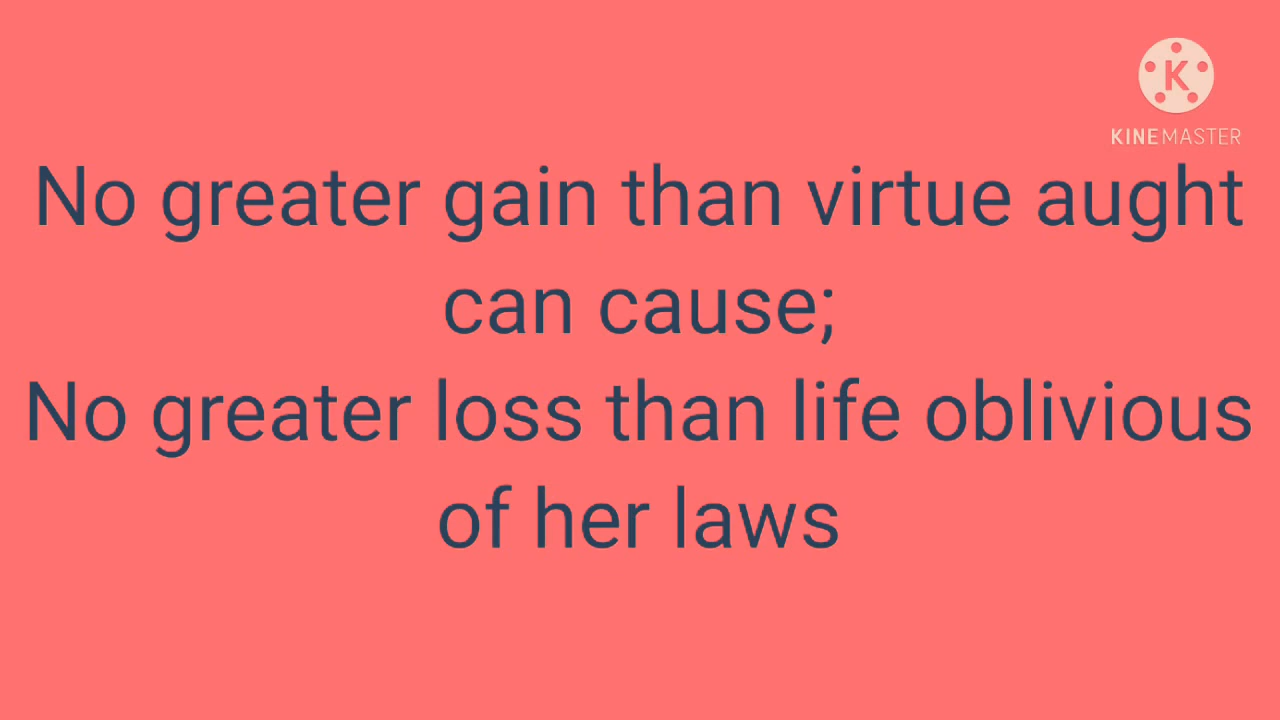 K
KINEMASTER
No greater gain than virtue aught
can cause;
No greater loss than life oblivious
of her laws